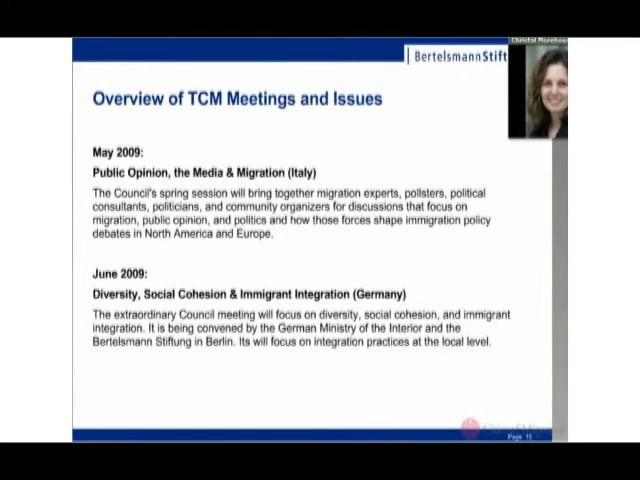 Christal Morehouse
BertelsmannStift
Overview of TCM Meetings and Issues
May 2009:
Public Opinion, the Media & Migration (Italy)
The Council's spring session will bring together migration experts, pollsters, political
consultants, politicians, and community organizers for discussions that focus on
migration, public opinion, and politics and how those forces shape immigration policy
debates in North America and Europe.
June 2009:
Diversity, Social Cohesion & Immigrant Integration (Germany)
The extraordinary Council meeting will focus on diversity, social cohesion, and immigrant
integration. It is being convened by the German Ministry of the Interior and the
Bertelsmann Stiftung in Berlin. Its will focus on integration practices at the local level.
Page 15